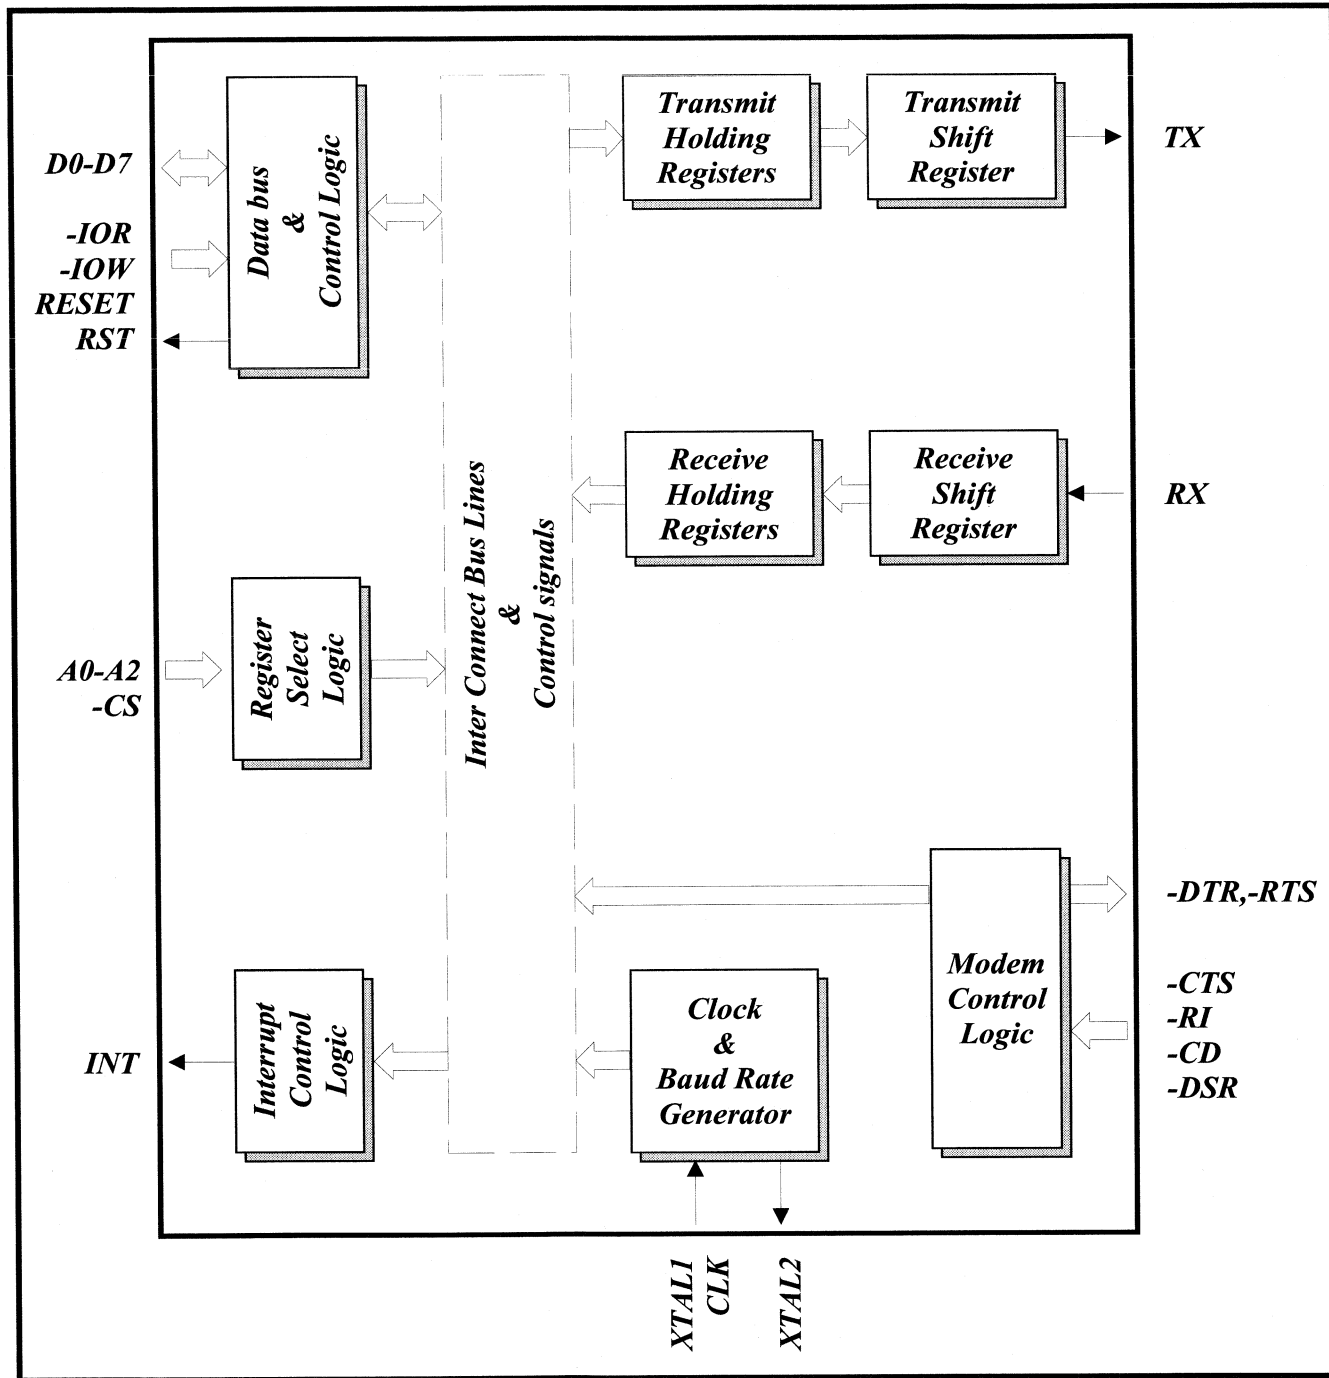 D0-D7
-IOR
-IOW
RESET
RST
A0-A2
-CS
INT
Data bus
&
Control Logic
Register
Select
Logic
Interrupt
Control
Logic
Inter Connect Bus Lines
&
Control signals
Transmit
Holding
Registers
Transmit
Shift
Register
TX
Receive
Holding
Registers
Receive
Shift
Register
RX
Clock
&
Baud Rate
Generator
Modem
Control
Logic
-DTR,-RTS
-CTS
-RI
-CD
-DSR
XTAL1
CLK
XTAL2